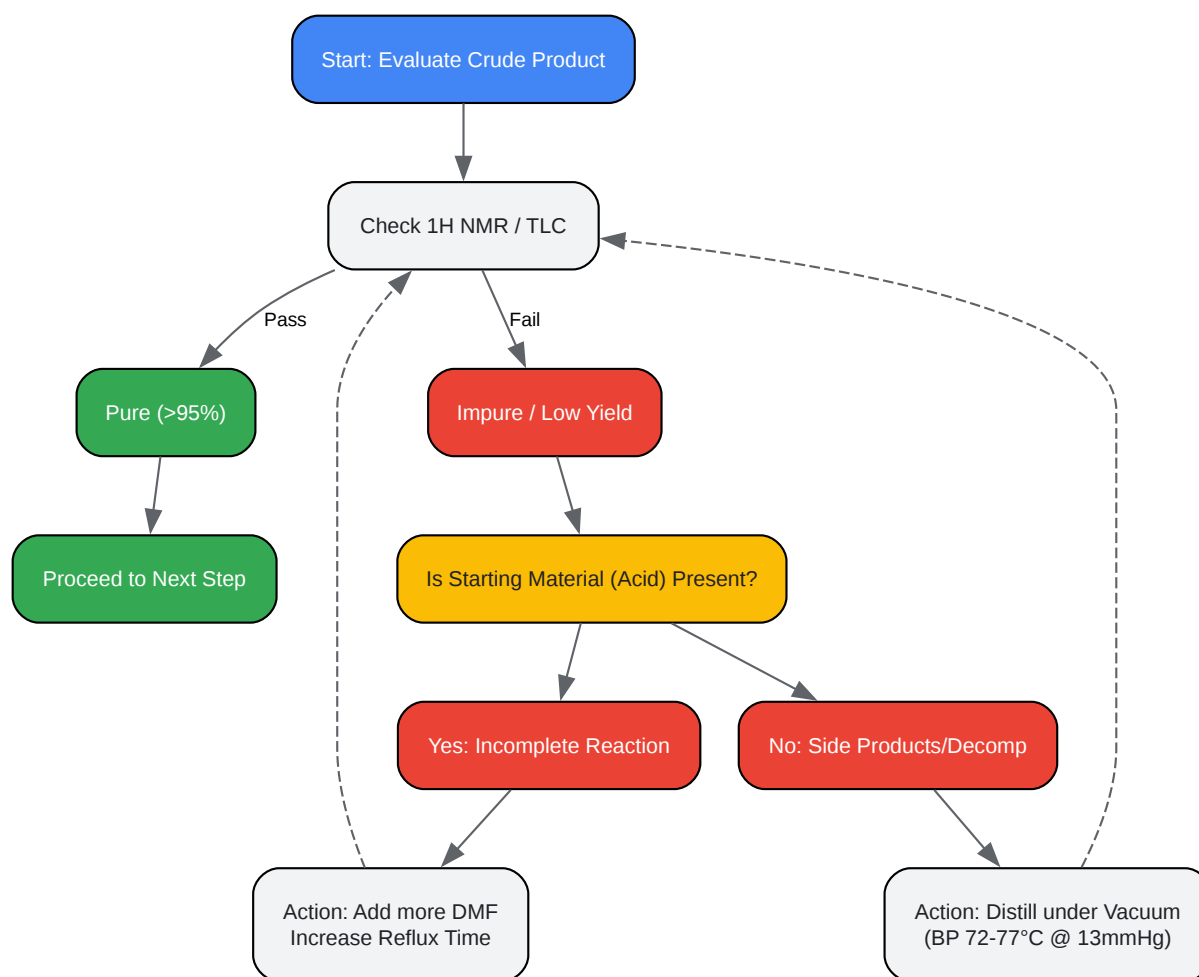 Start: Evaluate Crude Product
Check 1H NMR / TLC
Pass
Fail
Pure (>95%)
Impure / Low Yield
Proceed to Next Step
Is Starting Material (Acid) Present?
Yes: Incomplete Reaction
No: Side Products/Decomp
Action: Add more DMF
Increase Reflux Time
Action: Distill under Vacuum
(BP 72-77°C @ 13mmHg)